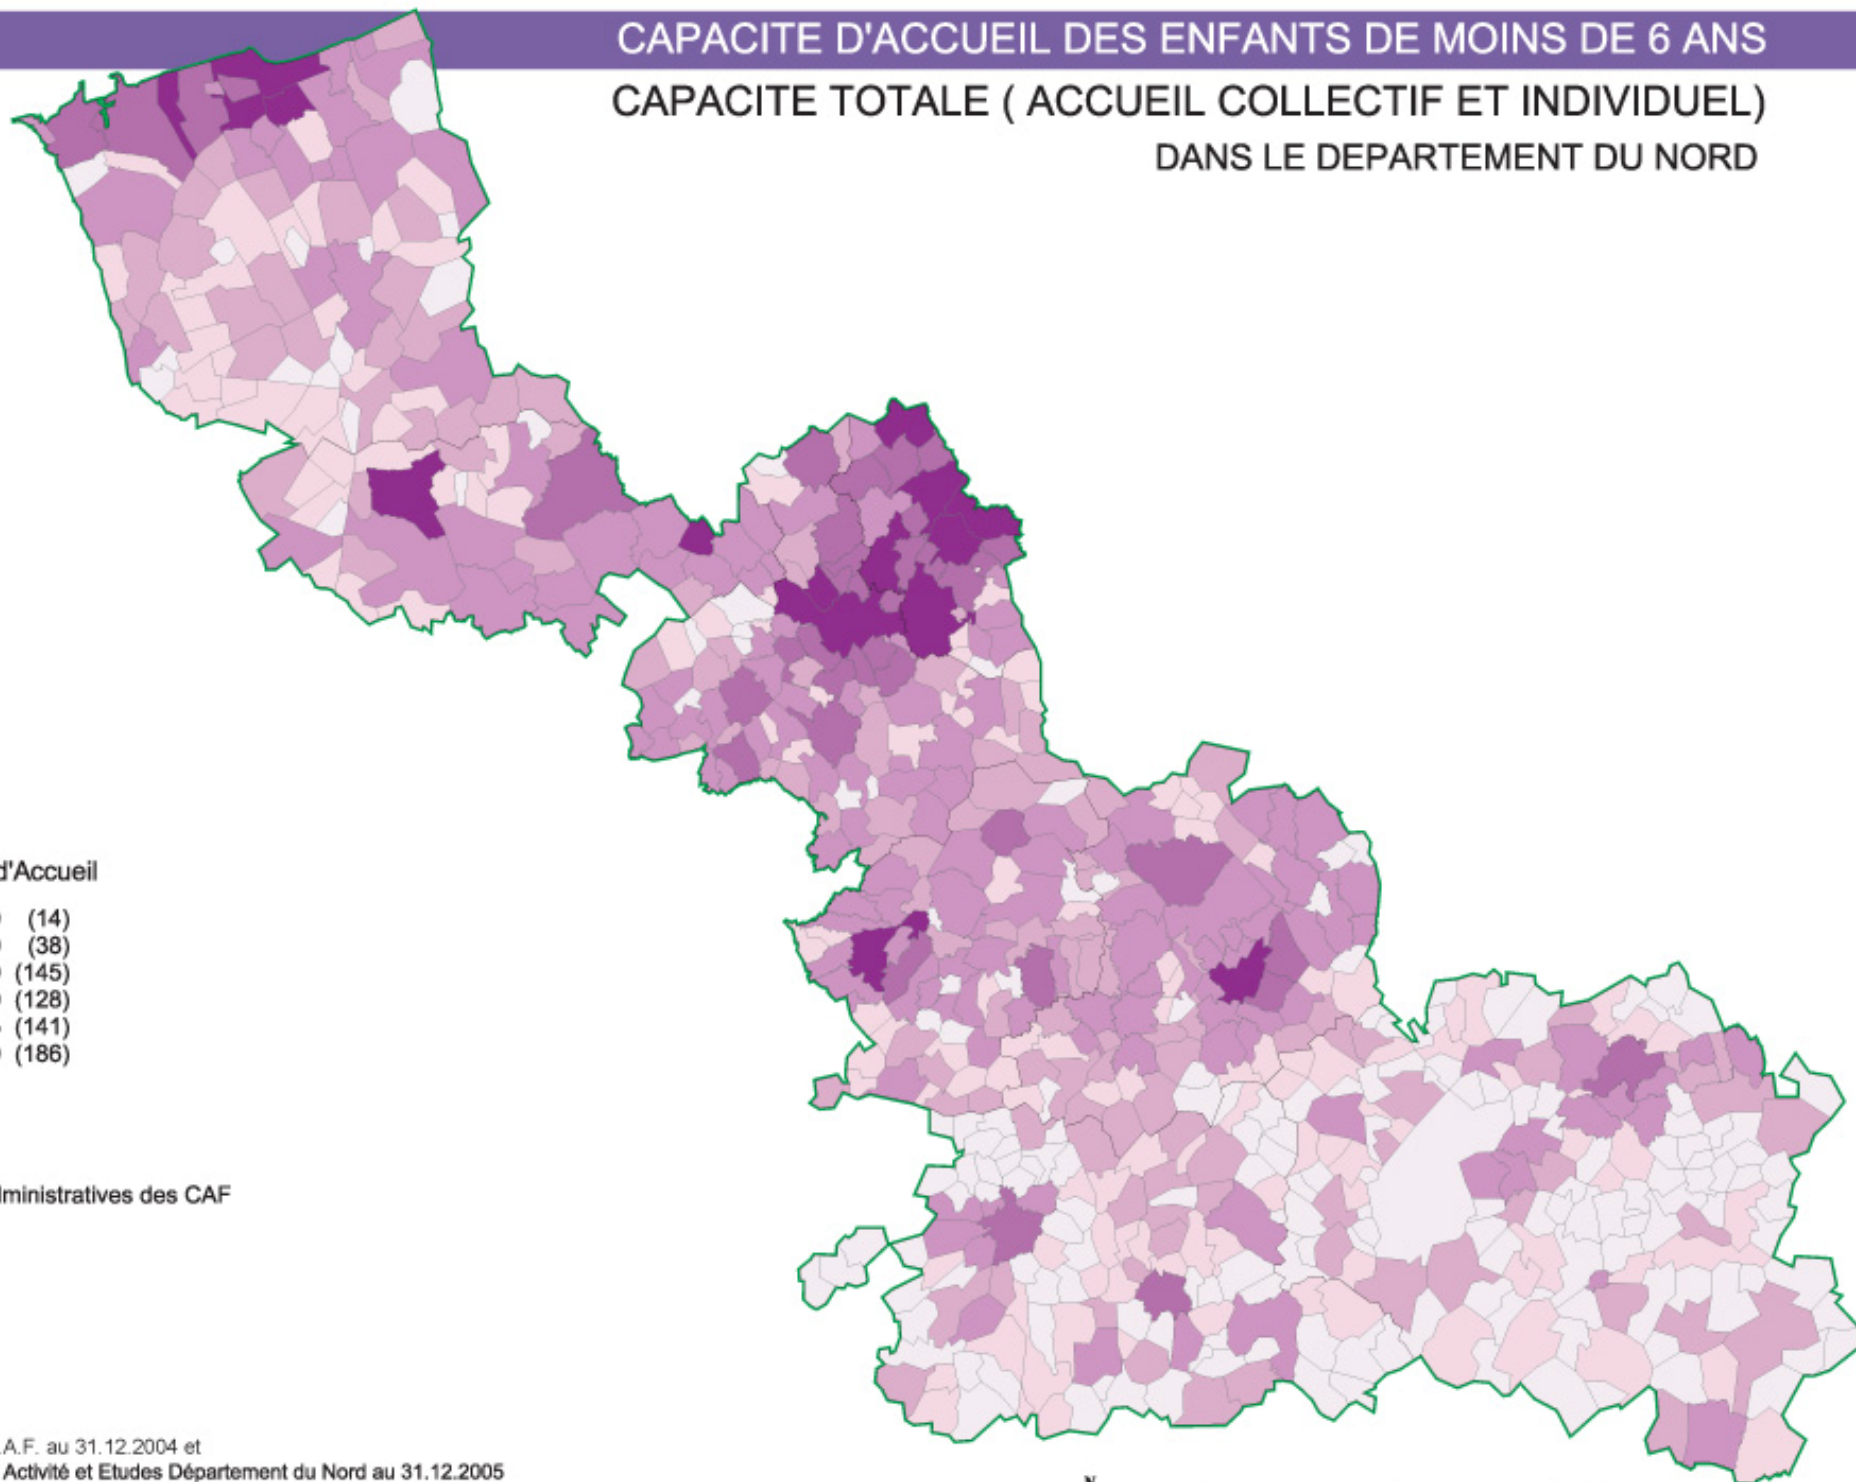 CAPACITE D'ACCUEIL DES ENFANTS DE MOINS DE 6 ANS
CAPACITE TOTALE ( ACCUEIL COLLECTIF ET INDIVIDUEL)
DANS LE DEPARTEMENT DU NORD
d'Accueil
(14)
(38)
(145)
(128)
(141)
(186)
des CAF
A.F. au 31.12.2004 et
Activité et Etudes Département du Nord au 31.12.2005
N